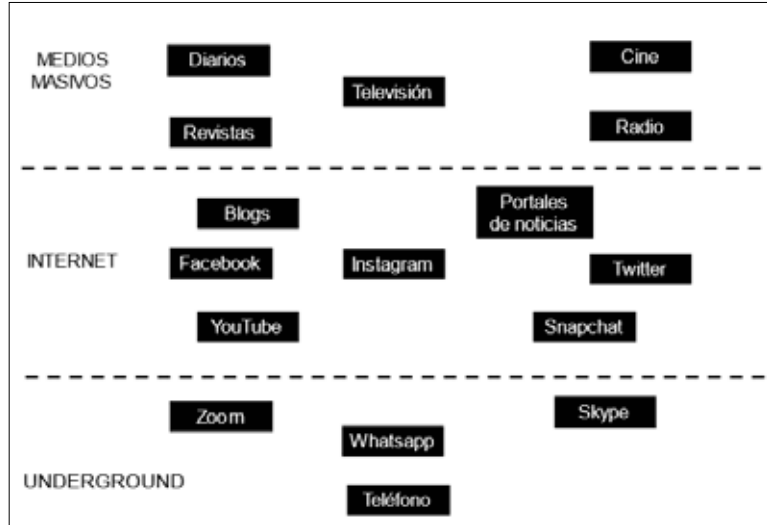 MEDIOS
MASIVOS
Diarios
Cine
Televisión
Revistas
Radio
Blogs
Portales
de noticias
INTERNET
Facebook
Instagram
Twitter
YouTube
Snapchat
Zoom
Skype
Whatsapp
UNDERGROUND
Teléfono